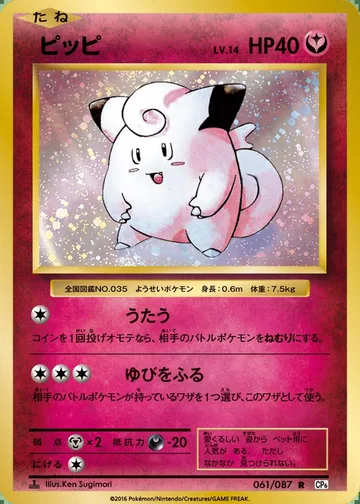 たね
ピッピ LV.14 HP40
全国図鑑NO.035 ようせいポケモン 身長:0.6m 体重:7.5kg
うたう
コインを1回投げオモテなら、相手のバトルポケモンをねむりにする。
ゆびをふる
相手のバトルポケモンが持っているワザを1つ選び、このワザとして使う。
弱点 ×2 抵抗力 -20
にげる
愛くるしい 姿から ペット用に
人気が ある。ただし
なかなか 見つけられない。
Illus.Ken Sugimori
061/087 R CP6
©2016 Pokémon/Nintendo/Creatures/GAME FREAK.